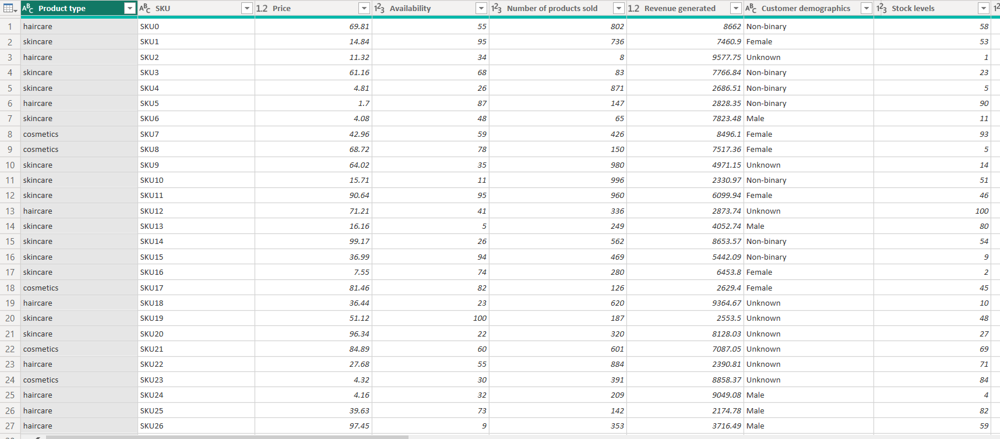 ABC Product type ABC SKU 1.2 Price 123 Availability 123 Number of products sold 1.2 Revenue generated ABC Customer demographics 123 Stock levels 12
1 haircare SKU0 69.81 55 802 8662 Non-binary 58
2 skincare SKU1 14.84 95 736 7460.9 Female 53
3 haircare SKU2 11.32 34 8 9577.75 Unknown 1
4 skincare SKU3 61.16 68 83 7766.84 Non-binary 23
5 skincare SKU4 4.81 26 871 2686.51 Non-binary 5
6 haircare SKU5 1.7 87 147 2828.35 Non-binary 90
7 skincare SKU6 4.08 48 65 7823.48 Male 11
8 cosmetics SKU7 42.96 59 426 8496.1 Female 93
9 cosmetics SKU8 68.72 78 150 7517.36 Female 5
10 skincare SKU9 64.02 35 980 4971.15 Unknown 14
11 skincare SKU10 15.71 11 996 2330.97 Non-binary 51
12 skincare SKU11 90.64 95 960 6099.94 Female 46
13 haircare SKU12 71.21 41 336 2873.74 Unknown 100
14 skincare SKU13 16.16 5 249 4052.74 Male 80
15 skincare SKU14 99.17 26 562 8653.57 Non-binary 54
16 skincare SKU15 36.99 94 469 5442.09 Non-binary 9
17 skincare SKU16 7.55 74 280 6453.8 Female 2
18 cosmetics SKU17 81.46 82 126 2629.4 Female 45
19 haircare SKU18 36.44 23 620 9364.67 Unknown 10
20 skincare SKU19 51.12 100 187 2553.5 Unknown 48
21 skincare SKU20 96.34 22 320 8128.03 Unknown 27
22 cosmetics SKU21 84.89 60 601 7087.05 Unknown 69
23 haircare SKU22 27.68 55 884 2390.81 Unknown 71
24 cosmetics SKU23 4.32 30 391 8858.37 Unknown 84
25 haircare SKU24 4.16 32 209 9049.08 Male 4
26 haircare SKU25 39.63 73 142 2174.78 Male 82
27 haircare SKU26 97.45 9 353 3716.49 Male 59